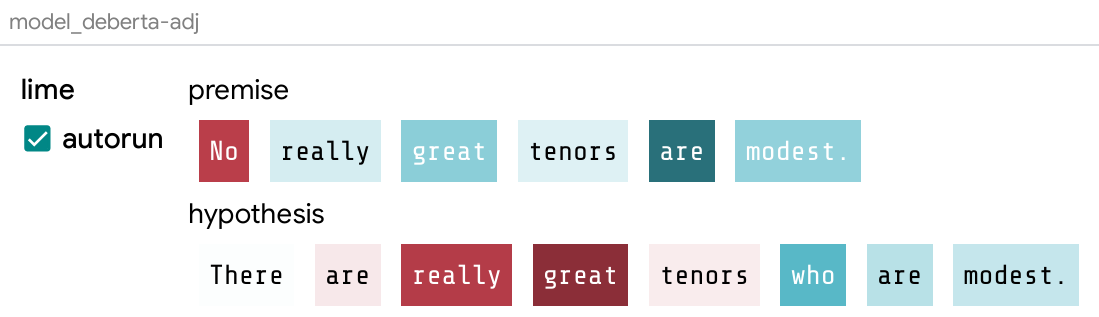 model_deberta-adj
lime premise
autorun No really great tenors are modest.
hypothesis
There are really great tenors who are modest.